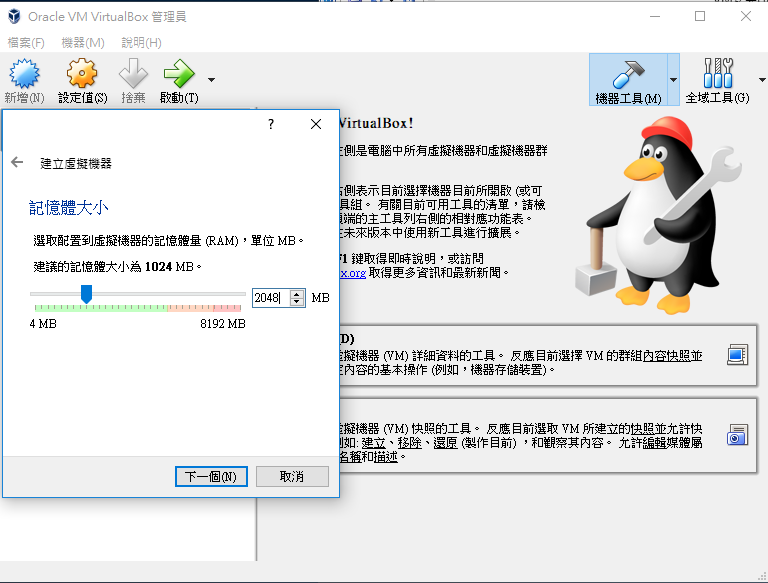 Oracle VM VirtualBox 管理員
檔案(F) 機器(M) 說明(H)
新增(N) 設定值(S) 捨棄 啟動(T) 機器工具(M) 全域工具(G)
?
建立虛擬機器
記憶體大小
選取配置到虛擬機器的記憶體量 (RAM),單位 MB。
建議的記憶體大小為 1024 MB。
2048 MB
4 MB 8192 MB
下一個(N) 取消
VirtualBox!
側是電腦中所有虛擬機器和虛擬機器群
側表示目前選擇機器目前所開啟 (或可
具組。 有關目前可用工具的清單,請檢
端的主工具列右側的相對應功能表。
未來版本中使用新工具進行擴展。
1 鍵取得即時說明,或訪問
ox.org 取得更多資訊和最新新聞。
(D)
擬機器 (VM) 詳細資料的工具。 反應目前選擇 VM 的群組內容快照並
內容的基本操作 (例如,機器存儲裝置)。
擬機器 (VM) 快照的工具。 反應目前選取 VM 所建立的快照並允許快
如: 建立、移除、還原 (製作目前) ,和觀察其內容。 允許編輯媒體屬
名稱和描述。